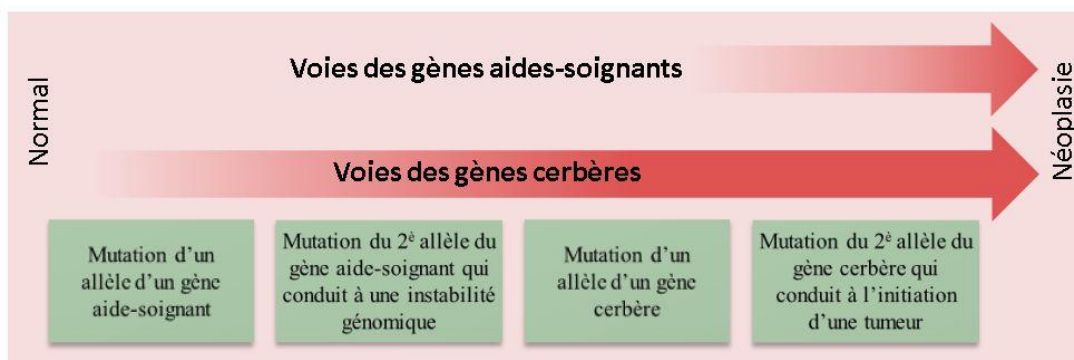 Normal
Voies des gènes aides-soignants
Voies des gènes cerbères
Néoplasie
Mutation d'un
allèle d'un gène
aide-soignant
Mutation du 2è allèle du
gène aide-soignant qui
conduit à une instabilité
génomique
Mutation d'un
allèle d'un gène
cerbère
Mutation du 2è allèle du
gène cerbère qui
conduit à l'initiation
d'une tumeur